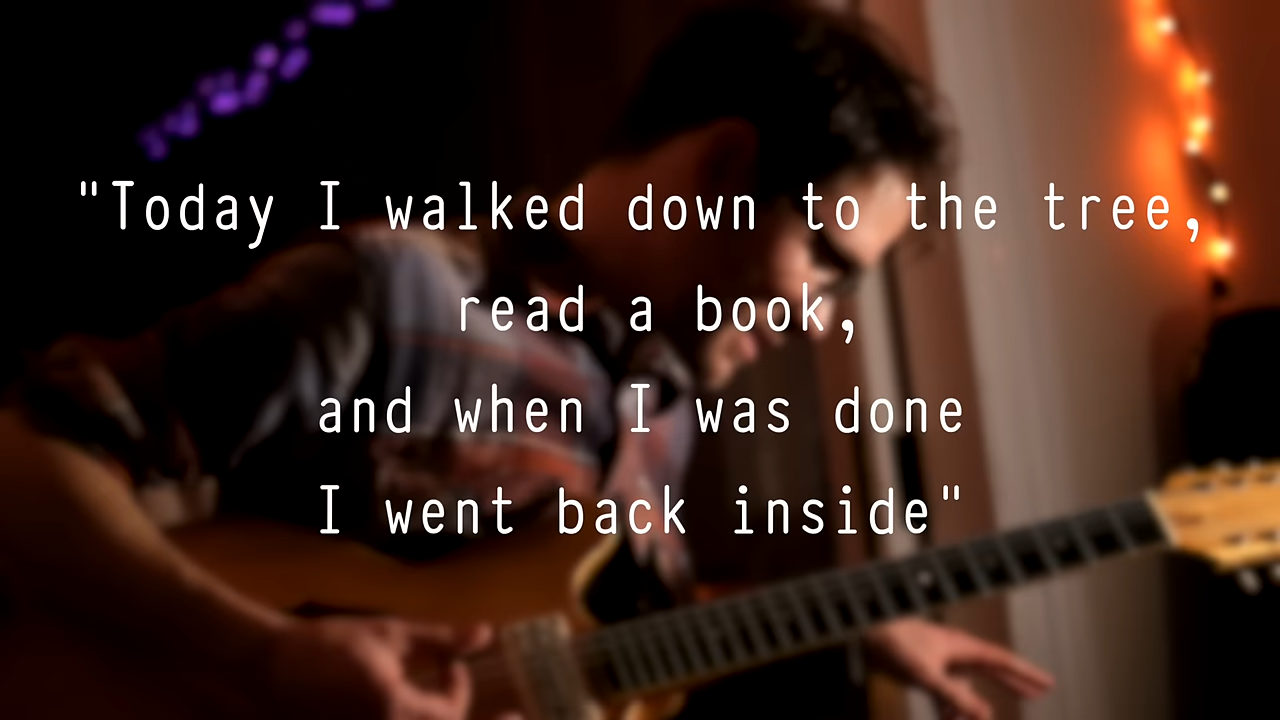 "Today I walked down to the tree,
read a book,
and when I was done
I went back inside"